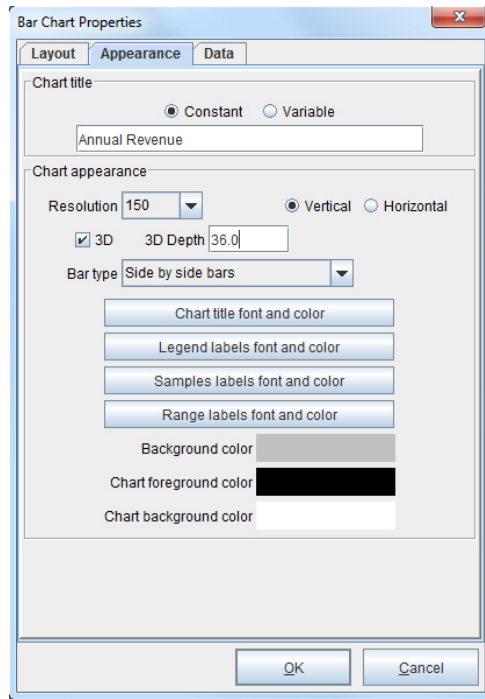 Bar Chart Properties
Layout Appearance Data
Chart title
Constant Variable
Annual Revenue
Chart appearance
Resolution 150 Vertical Horizontal
3D 3D Depth 36.0
Bar type Side by side bars
Chart title font and color
Legend labels font and color
Samples labels font and color
Range labels font and color
Background color
Chart foreground color
Chart background color
OK Cancel